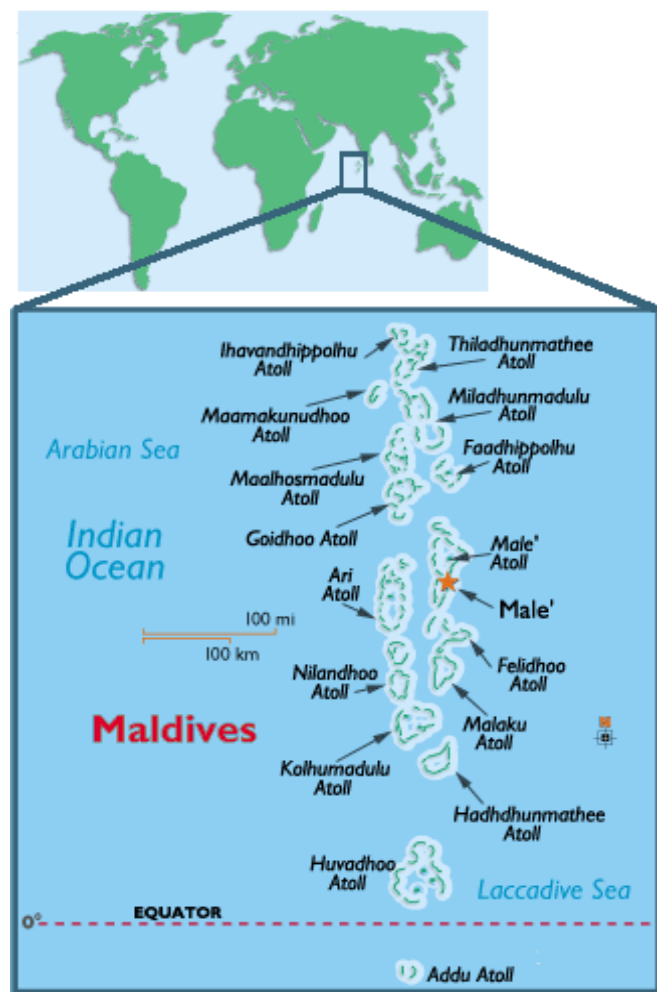 Ihavandhippolhu
Atoll
Thiladhunmathee
Atoll
Maamakunudhoo
Atoll
Miladhunmadulu
Atoll
Arabian Sea
Faadhippolhu
Atoll
Maalhosmadulu
Atoll
Goidhoo Atoll
Indian
Ocean
Male'
Atoll
Ari
Atoll
Male'
100 mi
100 km
Felidhoo
Atoll
Nilandhoo
Atoll
Maldives
Malaku
Atoll
Kolhumadulu
Atoll
Hadhdhunmathee
Atoll
Huvadhoo
Atoll
Laccadive Sea
EQUATOR
0°
Addu Atoll